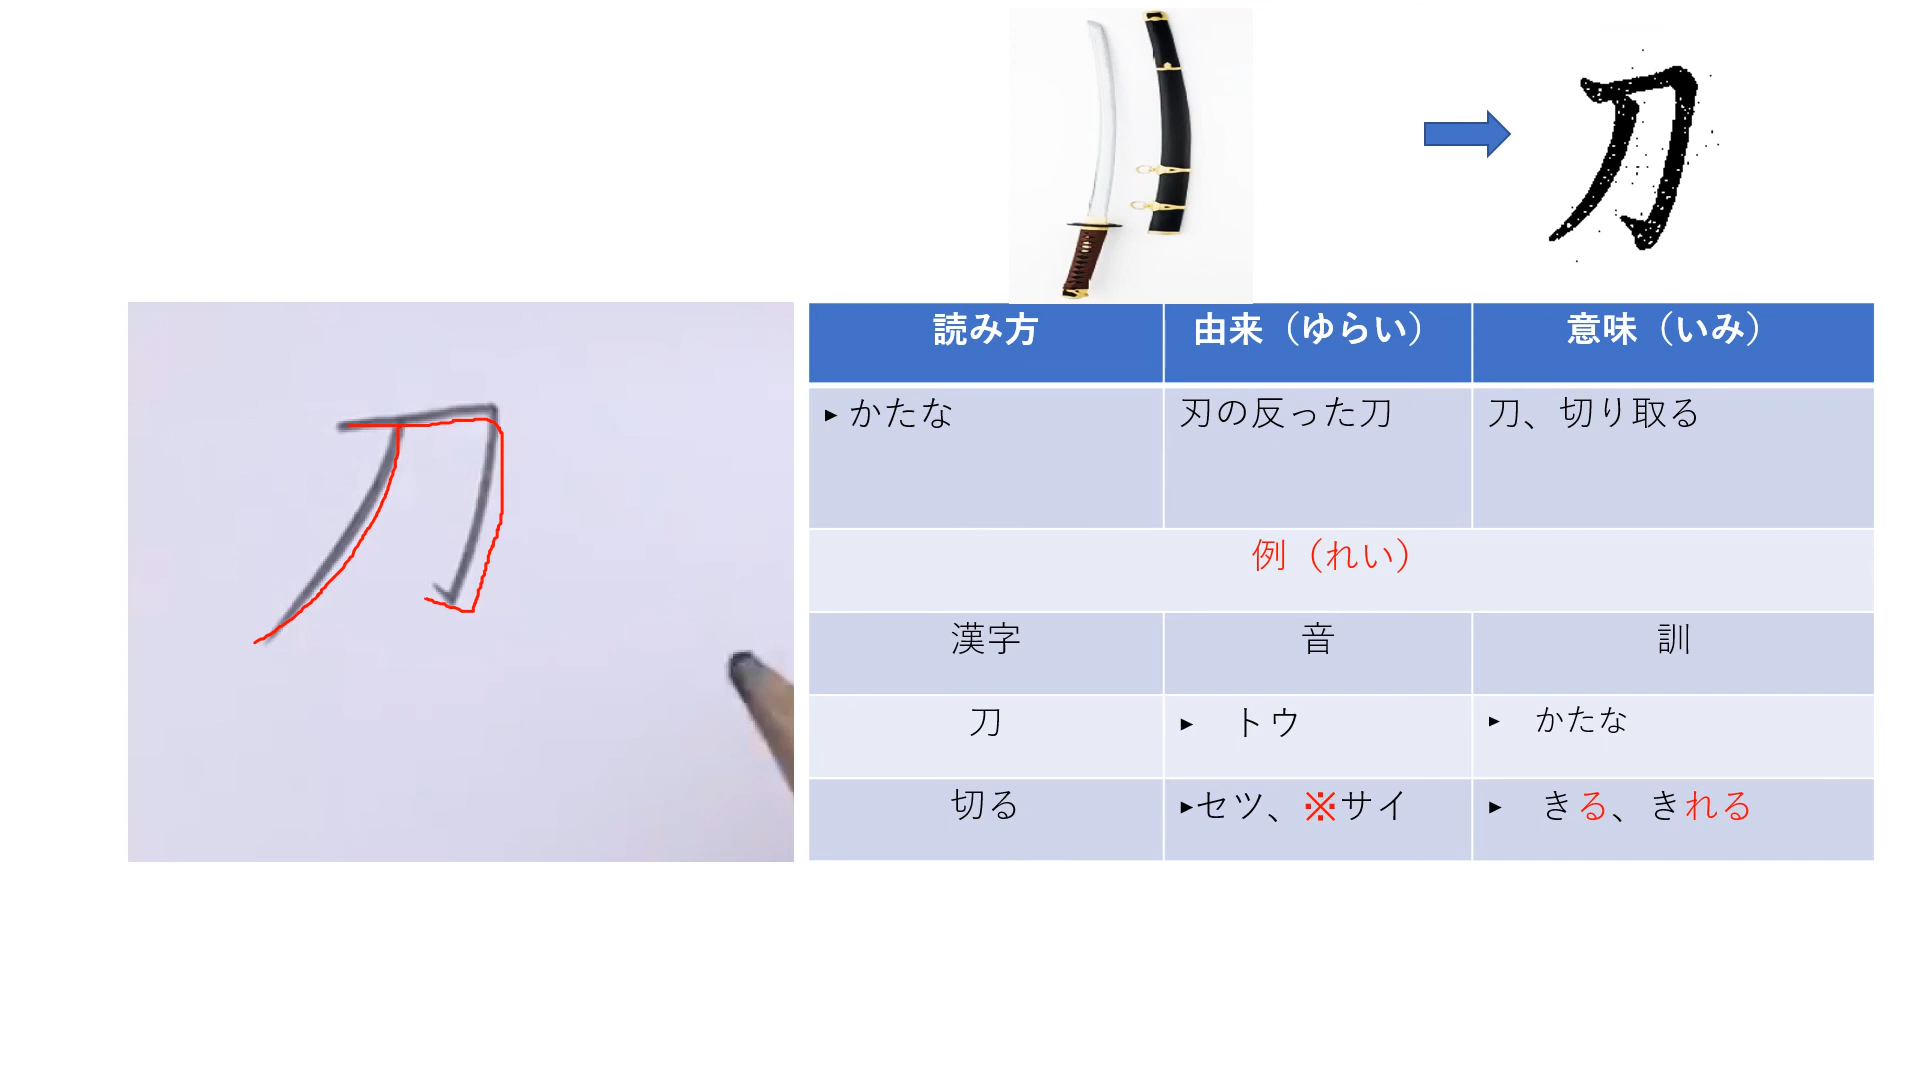 刀
刀
読み方 由来（ゆらい） 意味（いみ）
▸ かたな 刃の反った刀 刀、切り取る
例（れい）
漢字 音 訓
刀 ▸ トウ ▸ かたな
切る ▸セツ、※サイ ▸ きる、きれる